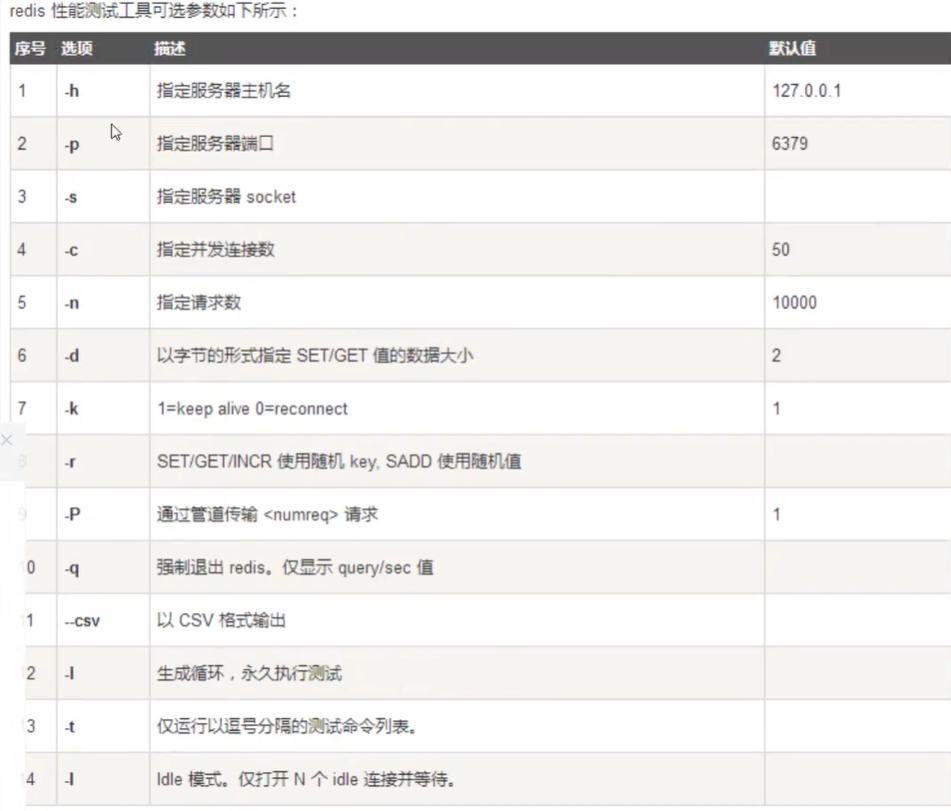 redis 性能测试工具可选参数如下所示：
序号 选项 描述 默认值
1 -h 指定服务器主机名 127.0.0.1
2 -p 指定服务器端口 6379
3 -s 指定服务器 socket
4 -c 指定并发连接数 50
5 -n 指定请求数 10000
6 -d 以字节的形式指定 SET/GET 值的数据大小 2
7 -k 1=keep alive 0=reconnect 1
8 -r SET/GET/INCR 使用随机 key, SADD 使用随机值
9 -P 通过管道传输 <numreq> 请求 1
10 -q 强制退出 redis。仅显示 query/sec 值
11 --csv 以 CSV 格式输出
12 -l 生成循环，永久执行测试
13 -t 仅运行以逗号分隔的测试命令列表。
14 -I Idle 模式。仅打开 N 个 idle 连接并等待。